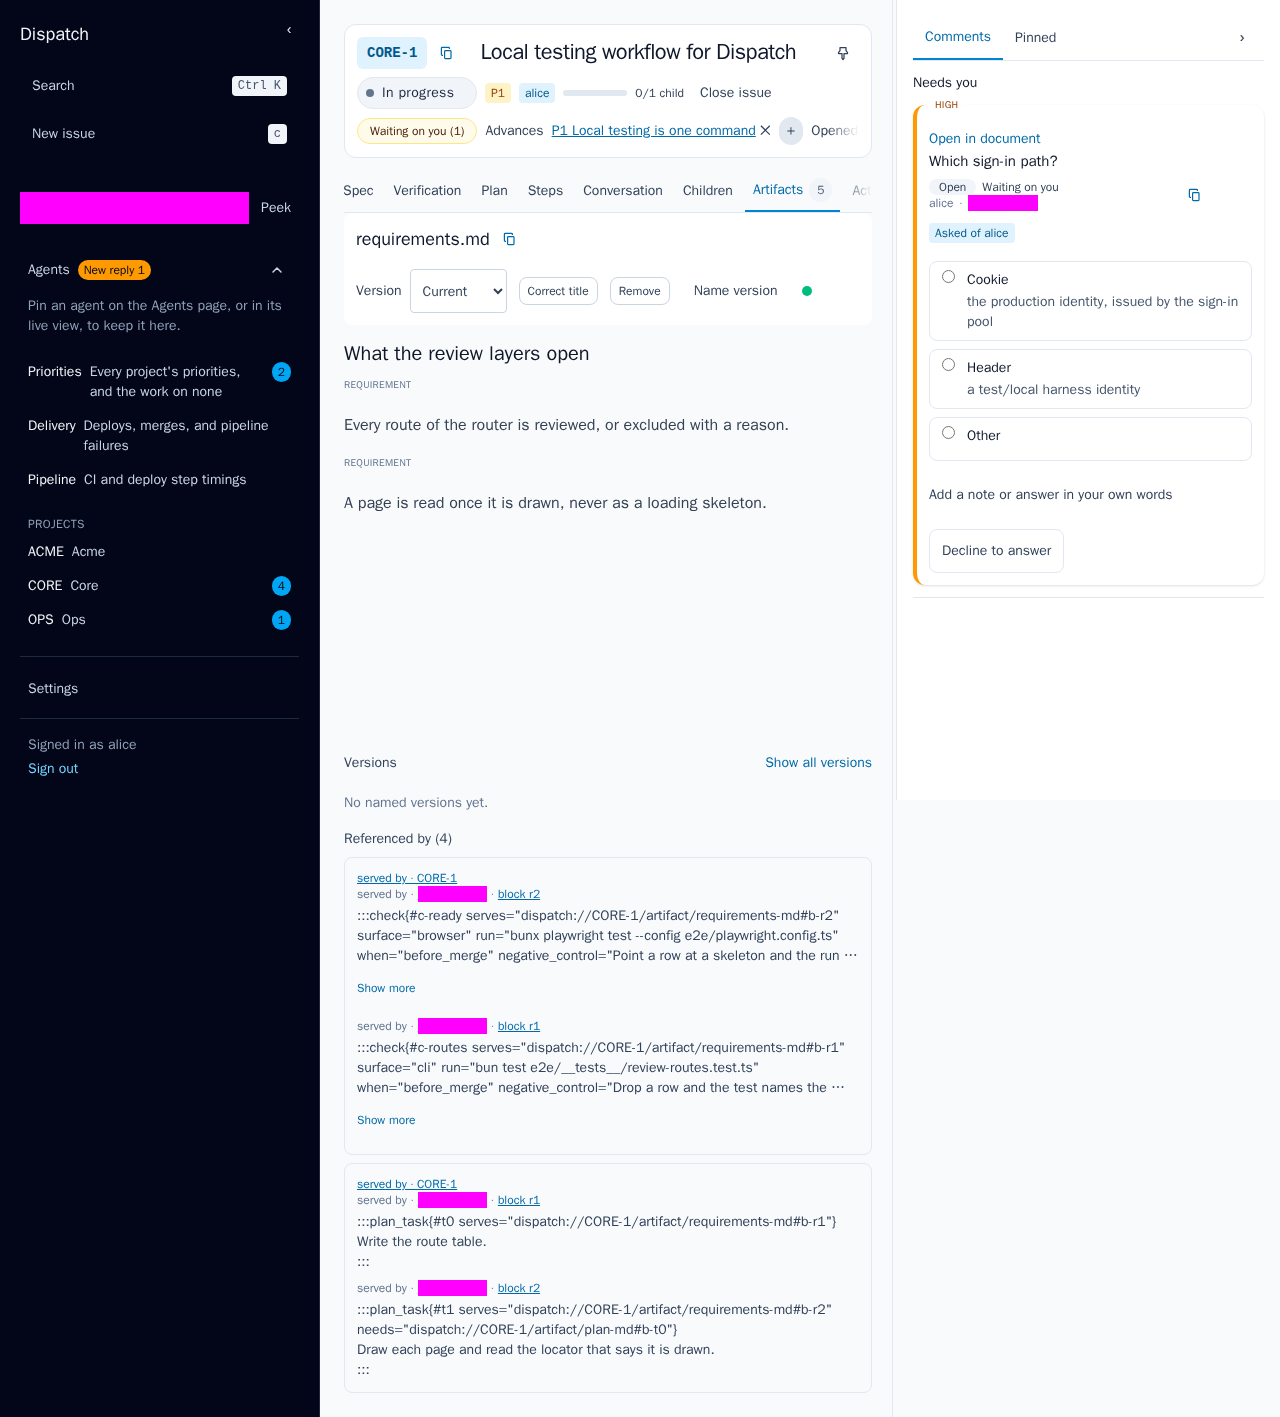 Dispatch
Search
Ctrl K
New issue
C
Peek
Agents
New reply 1
Pin an agent on the Agents page, or in its
live view, to keep it here.
Priorities
Every project's priorities,
and the work on none
2
Delivery
Deploys, merges, and pipeline
failures
Pipeline
CI and deploy step timings
PROJECTS
ACME Acme
CORE Core
4
OPS Ops
1
Settings
Signed in as alice
Sign out
CORE-1
Local testing workflow for Dispatch
In progress
P1
alice
0/1 child
Close issue
Waiting on you (1)
Advances
P1 Local testing is one command
Opened
Spec
Verification
Plan
Steps
Conversation
Children
Artifacts 5
requirements.md
Version
Current
Correct title
Remove
Name version
What the review layers open
REQUIREMENT
Every route of the router is reviewed, or excluded with a reason.
REQUIREMENT
A page is read once it is drawn, never as a loading skeleton.
Versions
Show all versions
No named versions yet.
Referenced by (4)
served by · CORE-1
served by · · block r2
:::check{#c-ready serves="dispatch://CORE-1/artifact/requirements-md#b-r2"
surface="browser" run="bunx playwright test --config e2e/playwright.config.ts"
when="before_merge" negative_control="Point a row at a skeleton and the run ···
Show more
served by · · block r1
:::check{#c-routes serves="dispatch://CORE-1/artifact/requirements-md#b-r1"
surface="cli" run="bun test e2e/__tests__/review-routes.test.ts"
when="before_merge" negative_control="Drop a row and the test names the ···
Show more
served by · CORE-1
served by · · block r1
:::plan_task{#t0 serves="dispatch://CORE-1/artifact/requirements-md#b-r1"}
Write the route table.
:::
served by · · block r2
:::plan_task{#t1 serves="dispatch://CORE-1/artifact/requirements-md#b-r2"
needs="dispatch://CORE-1/artifact/plan-md#b-t0"}
Draw each page and read the locator that says it is drawn.
:::
Comments
Pinned
Needs you
HIGH
Open in document
Which sign-in path?
Open
Waiting on you
alice ·
Asked of alice
Cookie
the production identity, issued by the sign-in
pool
Header
a test/local harness identity
Other
Add a note or answer in your own words
Decline to answer